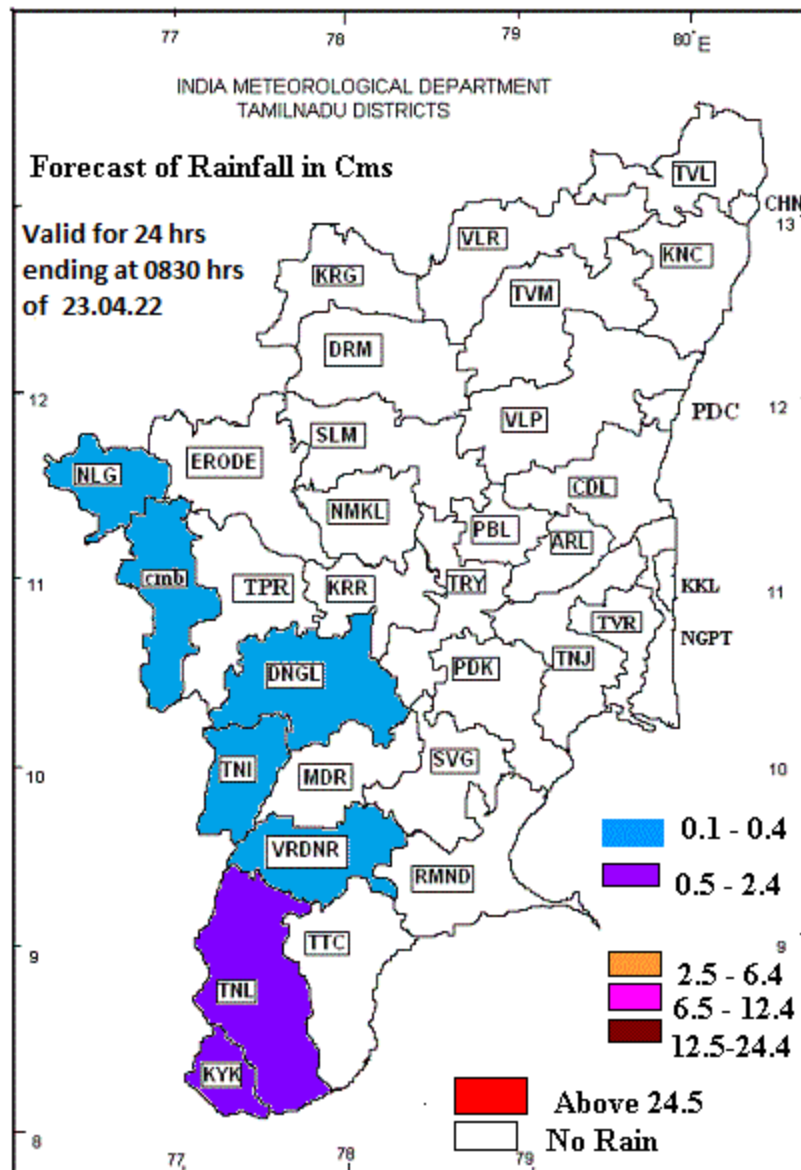 77 78 79 80° E
INDIA METEOROLOGICAL DEPARTMENT
TAMILNADU DISTRICTS
Forecast of Rainfall in Cms
TVL
CHN
13
Valid for 24 hrs
ending at 0830 hrs
of 23.04.22
VLR
KNC
KRG
TVM
DRM
12
12
PDC
VLP
SLM
ERODE
NLG
CDL
NMKL
PBL
ARL
11
cmb
TPR
KRR
TRY
KKL
11
TVR
NGPT
DNGL
PDK
TNJ
10
TNI
MDR
SVG
10
0.1 - 0.4
VRDNR
RMND
0.5 - 2.4
9
TTC
9
2.5 - 6.4
TNL
6.5 - 12.4
12.5-24.4
KYK
Above 24.5
8
No Rain
77 78 79